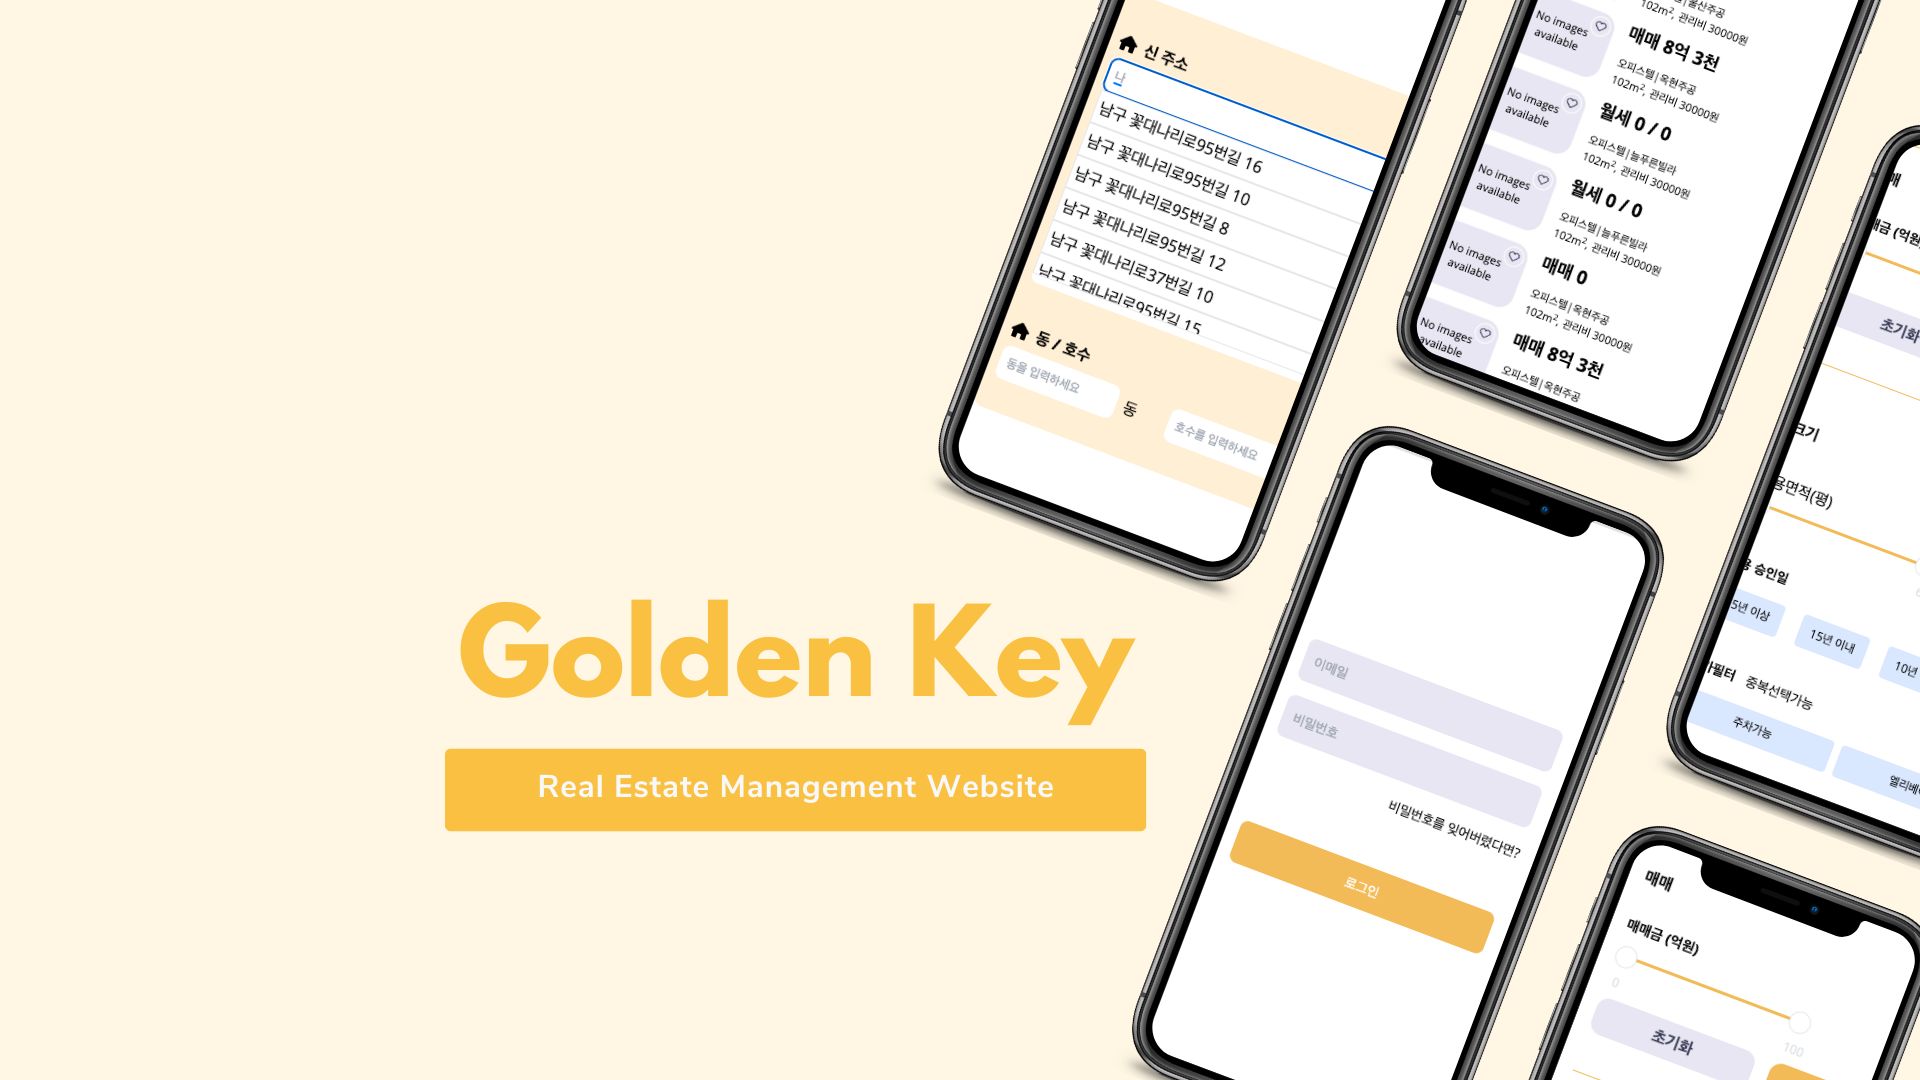 Golden Key
Real Estate Management Website
신 주소
나
남구 꽃대나리로95번길 16
남구 꽃대나리로95번길 10
남구 꽃대나리로95번길 8
남구 꽃대나리로95번길 12
남구 꽃대나리로37번길 10
남구 꽃대나리로95번길 15
동 / 호수
동을 입력하세요
동
호수를 입력하세요
102m², 관리비 30000원
No images available
매매 8억 3천
오피스텔|옥현주공
102m², 관리비 30000원
No images available
월세 0 / 0
오피스텔|늘푸른빌라
102m², 관리비 30000원
No images available
월세 0 / 0
오피스텔|늘푸른빌라
102m², 관리비 30000원
No images available
매매 0
오피스텔|옥현주공
102m², 관리비 30000원
No images available
매매 8억 3천
오피스텔|옥현주공
이메일
비밀번호
비밀번호를 잊어버렸다면?
로그인
매
매금 (억원)
초기화
크기
용면적(평)
용 승인일
5년 이상
15년 이내
10년
가필터 중복선택가능
주차가능
엘리베
매매
매매금 (억원)
0
100
초기화